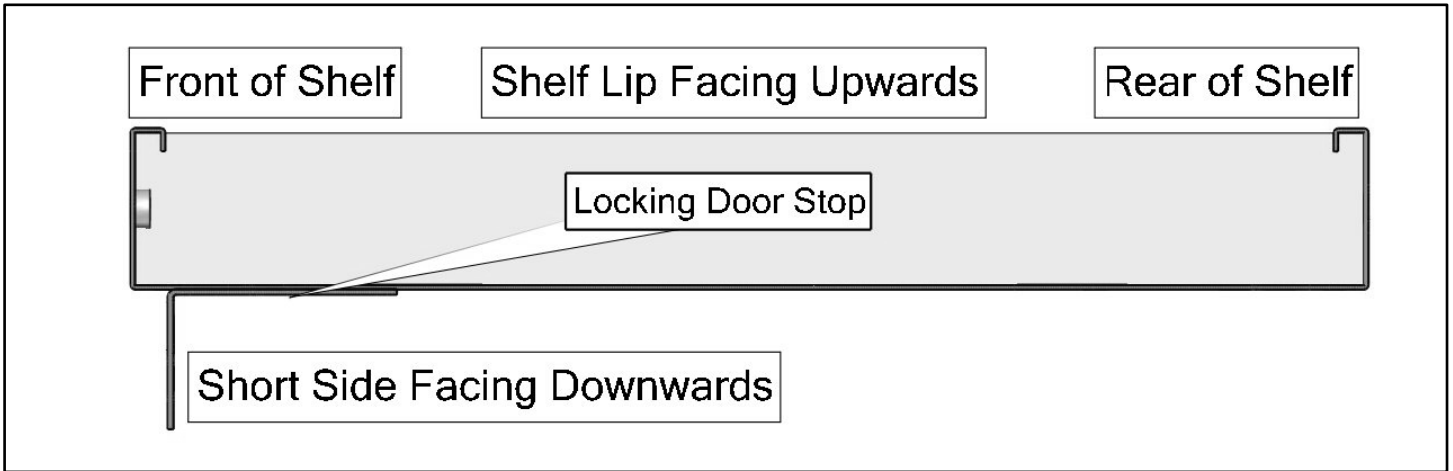 Front of Shelf
Shelf Lip Facing Upwards
Rear of Shelf
Locking Door Stop
Short Side Facing Downwards